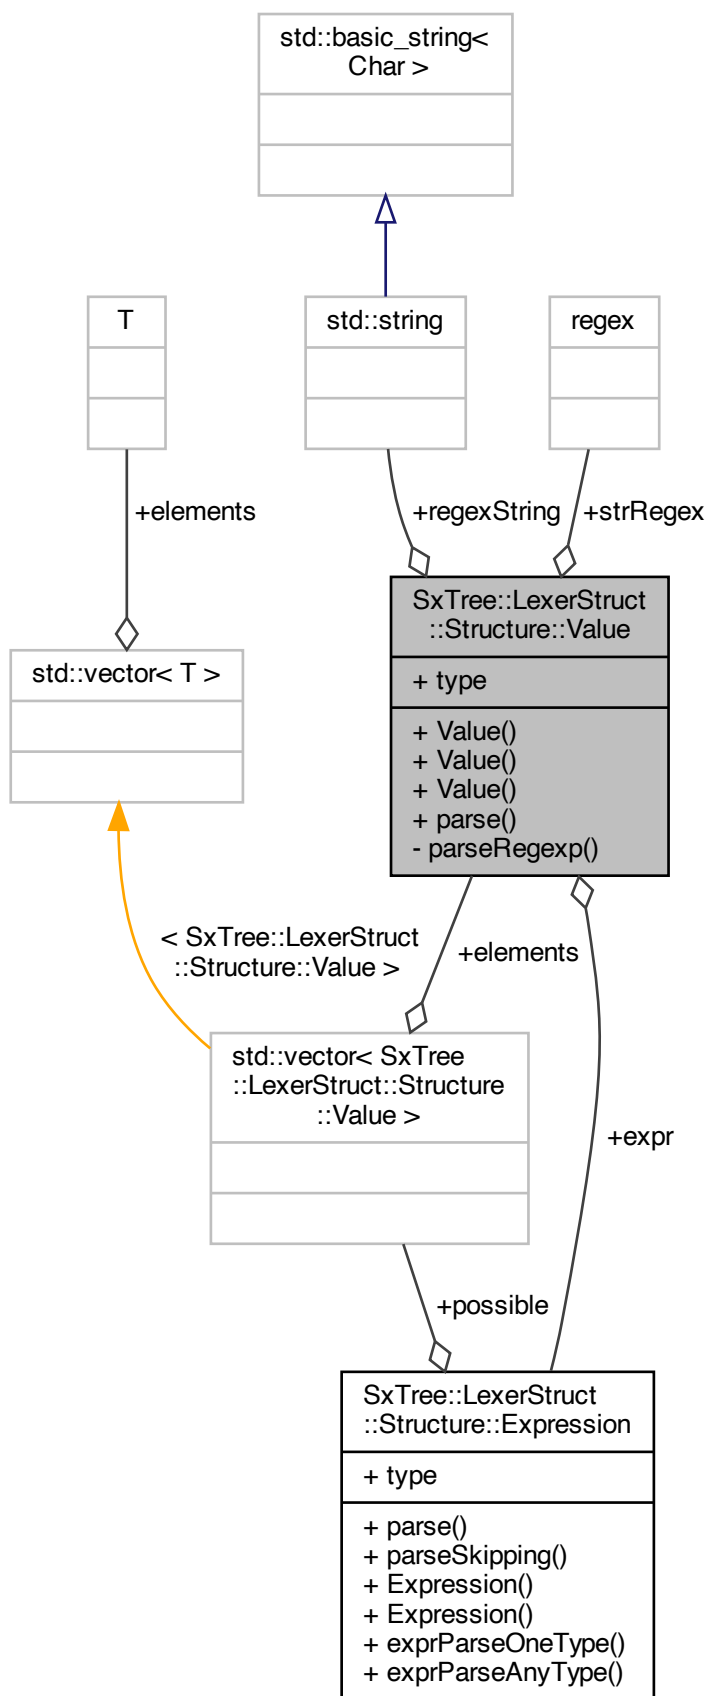 std::basic_string<
Char >
T
std::string
regex
+elements
+regexString
+strRegex
SxTree::LexerStruct
::Structure::Value
+ type
+ Value()
+ Value()
+ Value()
+ parse()
- parseRegexp()
std::vector< T >
< SxTree::LexerStruct
::Structure::Value >
+elements
std::vector< SxTree
::LexerStruct::Structure
::Value >
+expr
+possible
SxTree::LexerStruct
::Structure::Expression
+ type
+ parse()
+ parseSkipping()
+ Expression()
+ Expression()
+ exprParseOneType()
+ exprParseAnyType()